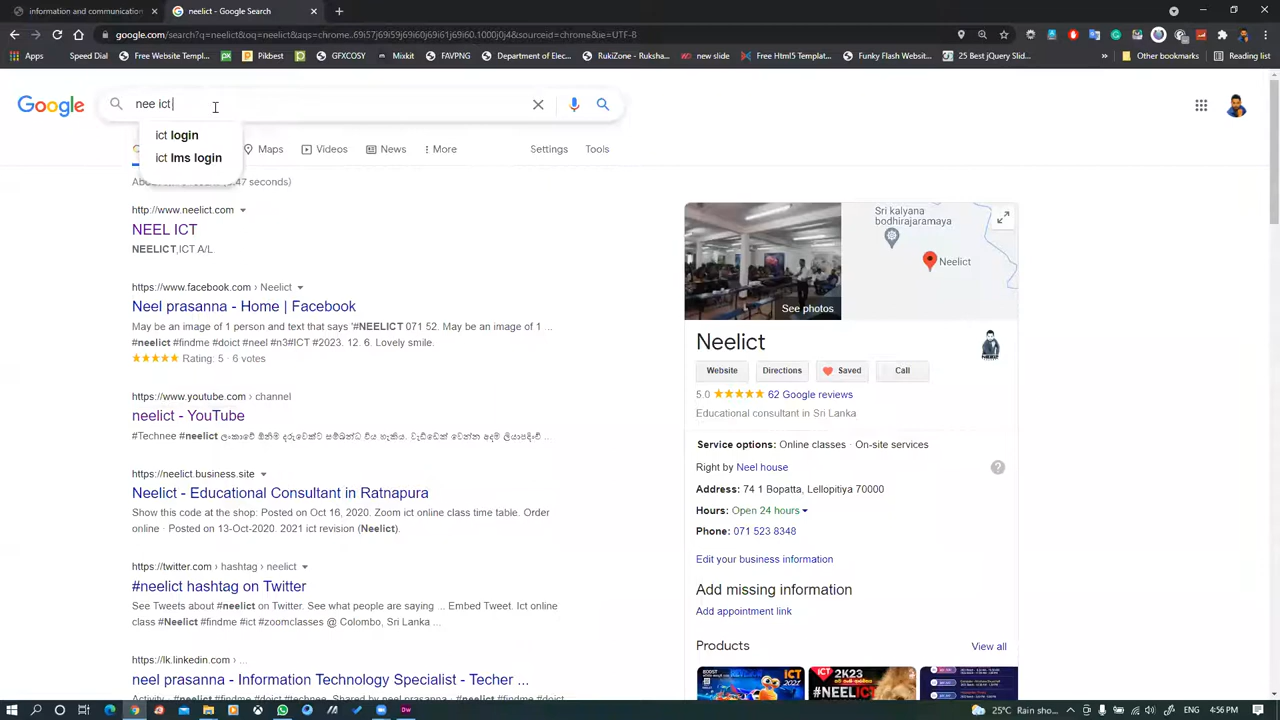 information and communication
neelict - Google Search
google.com/search?q=neelict&oq=neelict&aqs=chrome..69i57j69i59j69i60j69i61j69i60.1000j0j4&sourceid=chrome&ie=UTF-8
Apps
Speed Dial
Free Website Templ...
Pikbest
GFXCOSY
Mixkit
FAVPNG
Department of Elec...
RUKI of Ruksha...
new slide
Free Html5 Templat...
Funky Flash Websit...
25 Best jQuery Slid...
Other bookmarks
Reading list
Google
nee ict
ict login
ict lms login
Maps
Videos
News
More
Settings
Tools
47 seconds)
http://www.neelict.com
NEEL ICT
NEELICT,ICT A/L
https://www.facebook.com › Neelict
Neel prasanna - Home | Facebook
May be an image of 1 person and text that says '#NEELICT 071 52. May be an image of 1 ...
#neelict #findme #doict #neel #n3#ICT #2023. 12. 6. Lovely smile.
Rating: 5 · 6 votes
https://www.youtube.com › channel
neelict - YouTube
#Technee #neelict ලංකාවේ ඕනිම දරුවෙක්ට සම්බන්ධ විය හැකිය.
https://neelict.business.site
Neelict - Educational Consultant in Ratnapura
Show this code at the shop: Posted on Oct 16, 2020. Zoom ict online class time table. Order
online · Posted on 13-Oct-2020. 2021 ict revision (Neelict).
https://twitter.com › hashtag › neelict
#neelict hashtag on Twitter
See Tweets about #neelict on Twitter. See what people are saying ... Embed Tweet. Ict online
class #Neelict #findme #ict #zoomclasses @ Colombo, Sri Lanka ...
https://lk.linkedin.com › ...
neel prasanna - Information Technology Specialist - Techer ...
Sri kalyana
bodhirajaramaya
Neelict
See photos
Neelict
Website
Directions
Saved
Call
5.0
62 Google reviews
Educational consultant in Sri Lanka
Service options: Online classes · On-site services
Right by Neel house
Address: 74 1 Bopatta, Lellopitiya 70000
Hours: Open 24 hours
Phone: 071 523 8348
Edit your business information
Add missing information
Add appointment link
Products
View all
ICT
ICT 2K23
#NEELICT
25°C Rain sho...
ENG
4:56 PM